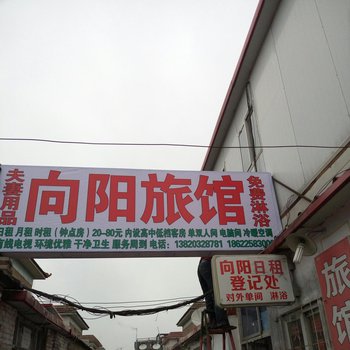 夫妻用品
向阳旅馆
免费淋浴
日租 月租 时租（钟点房）20-80元 内设高中低档客房 单双人间 电脑间 冷暖空调
有线电视 环境优雅 干净卫生 服务周到 电话：13820328781 18622583001
向阳日租
登记处
对外单间 淋浴
旅